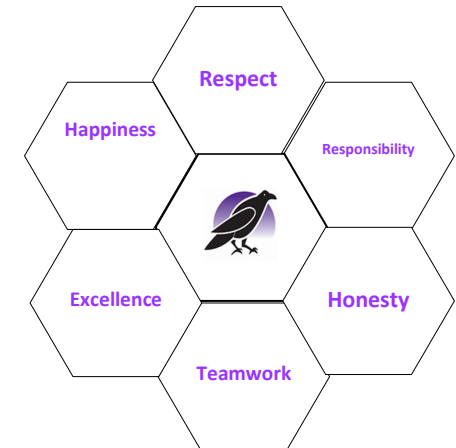 Respect
Happiness
Responsibility
Excellence
Honesty
Teamwork